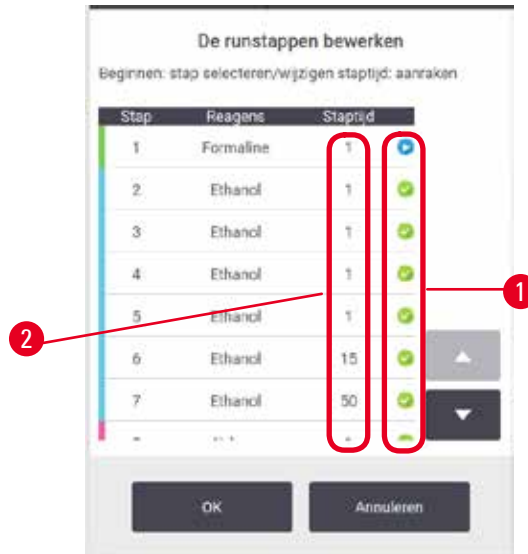 De runstappen bewerken
Beginnen: stap selecteren/wijzigen staptijd: aanraken
Stap Reagens Staptijd
1 Formaline 1
2 Ethanol 1
3 Ethanol 1
4 Ethanol 1
5 Ethanol 1
6 Ethanol 15
7 Ethanol 50
1
2
OK Annuleren